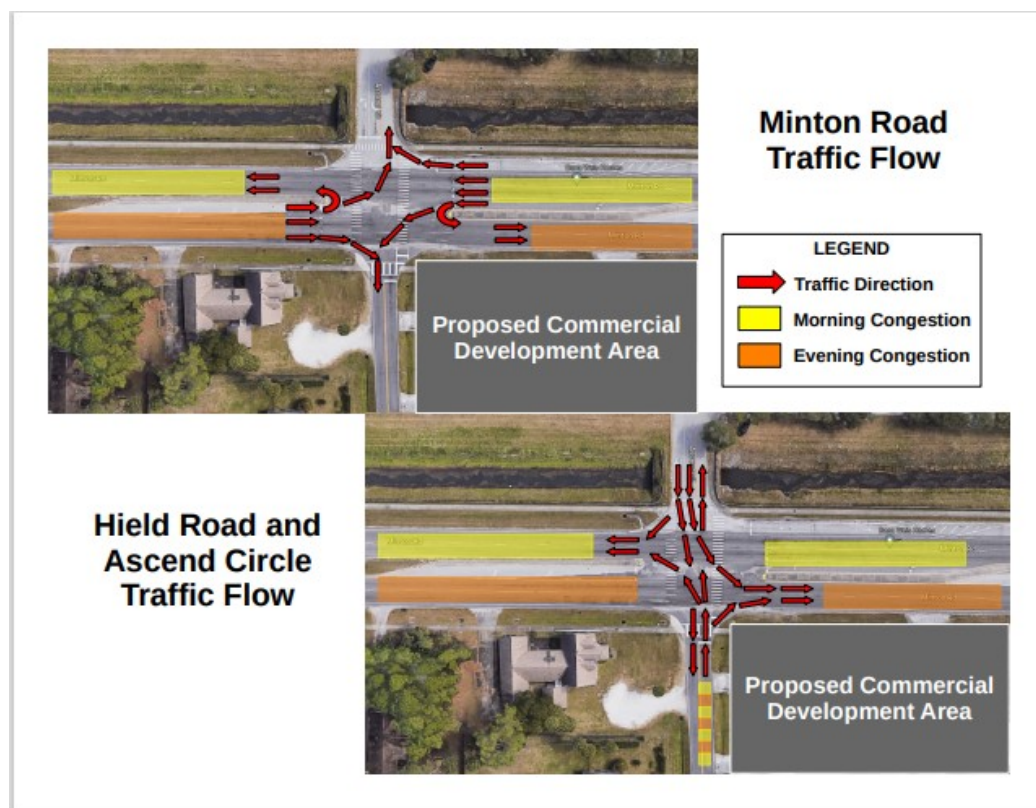 Minton Road
Traffic Flow
LEGEND
Traffic Direction
Morning Congestion
Evening Congestion
Proposed Commercial
Development Area
Hield Road and
Ascend Circle
Traffic Flow
Proposed Commercial
Development Area